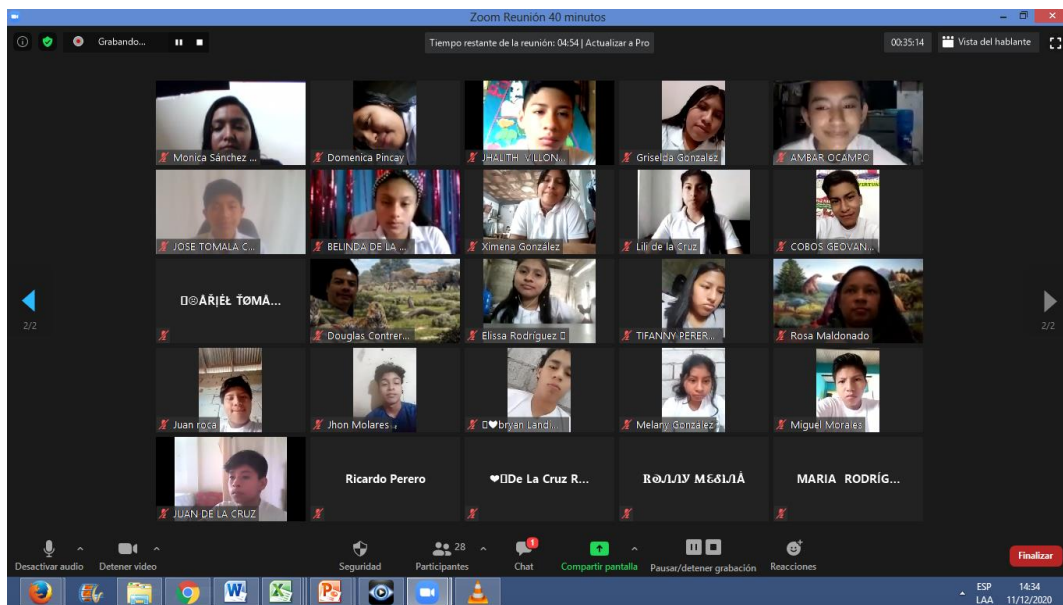 Zoom Reunión 40 minutos
Grabando...
Tiempo restante de la reunión: 04:54 | Actualizar a Pro
00:35:14
Vista del hablante
Monica Sánchez ...
Domenica Pincay
JHALITH VILLON...
Griselda Gonzalez
AMBAR OCAMPO
JOSE TOMALA C...
BELINDA DE LA ...
Ximena González
Lili de la Cruz
COBOS GEOVAN...
2/2
2/2
Douglas Contrer...
Elissa Rodríguez
TIFANNY PERER...
Rosa Maldonado
Juan roca
Jhon Molares
bryan Landi...
Melany González
Miguel Morales
JUAN DE LA CRUZ
Ricardo Perero
De La Cruz R...
MARIA RODRÍG...
Desactivar audio
Detener video
Seguridad
28
Participantes
1
Chat
Compartir pantalla
Pausar/detener grabación
Reacciones
Finalizar
ESP
LAA
14:34
11/12/2020